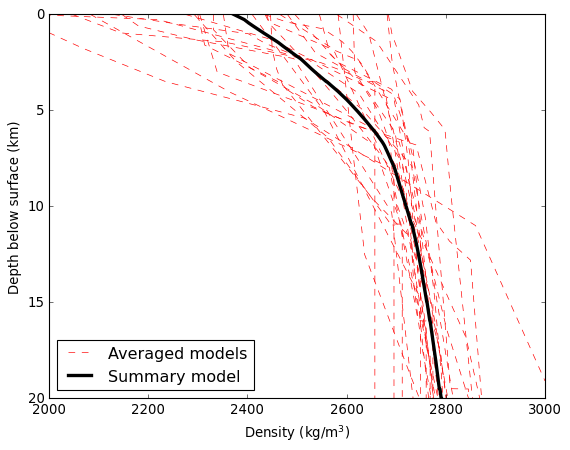 0
5
10
15
20
Depth below surface (km)
Averaged models
Summary model
2000 2200 2400 2600 2800 3000
Density (kg/m³)